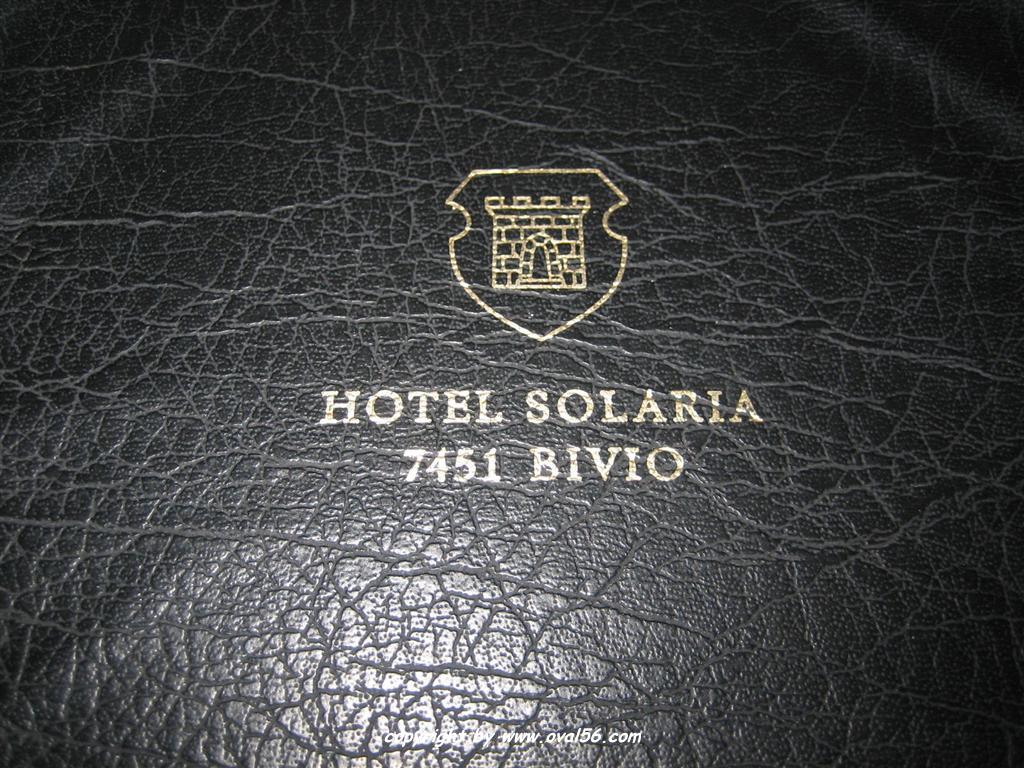 HOTEL SOLARIA
7451 BIVIO
copyright by www.oval56.com